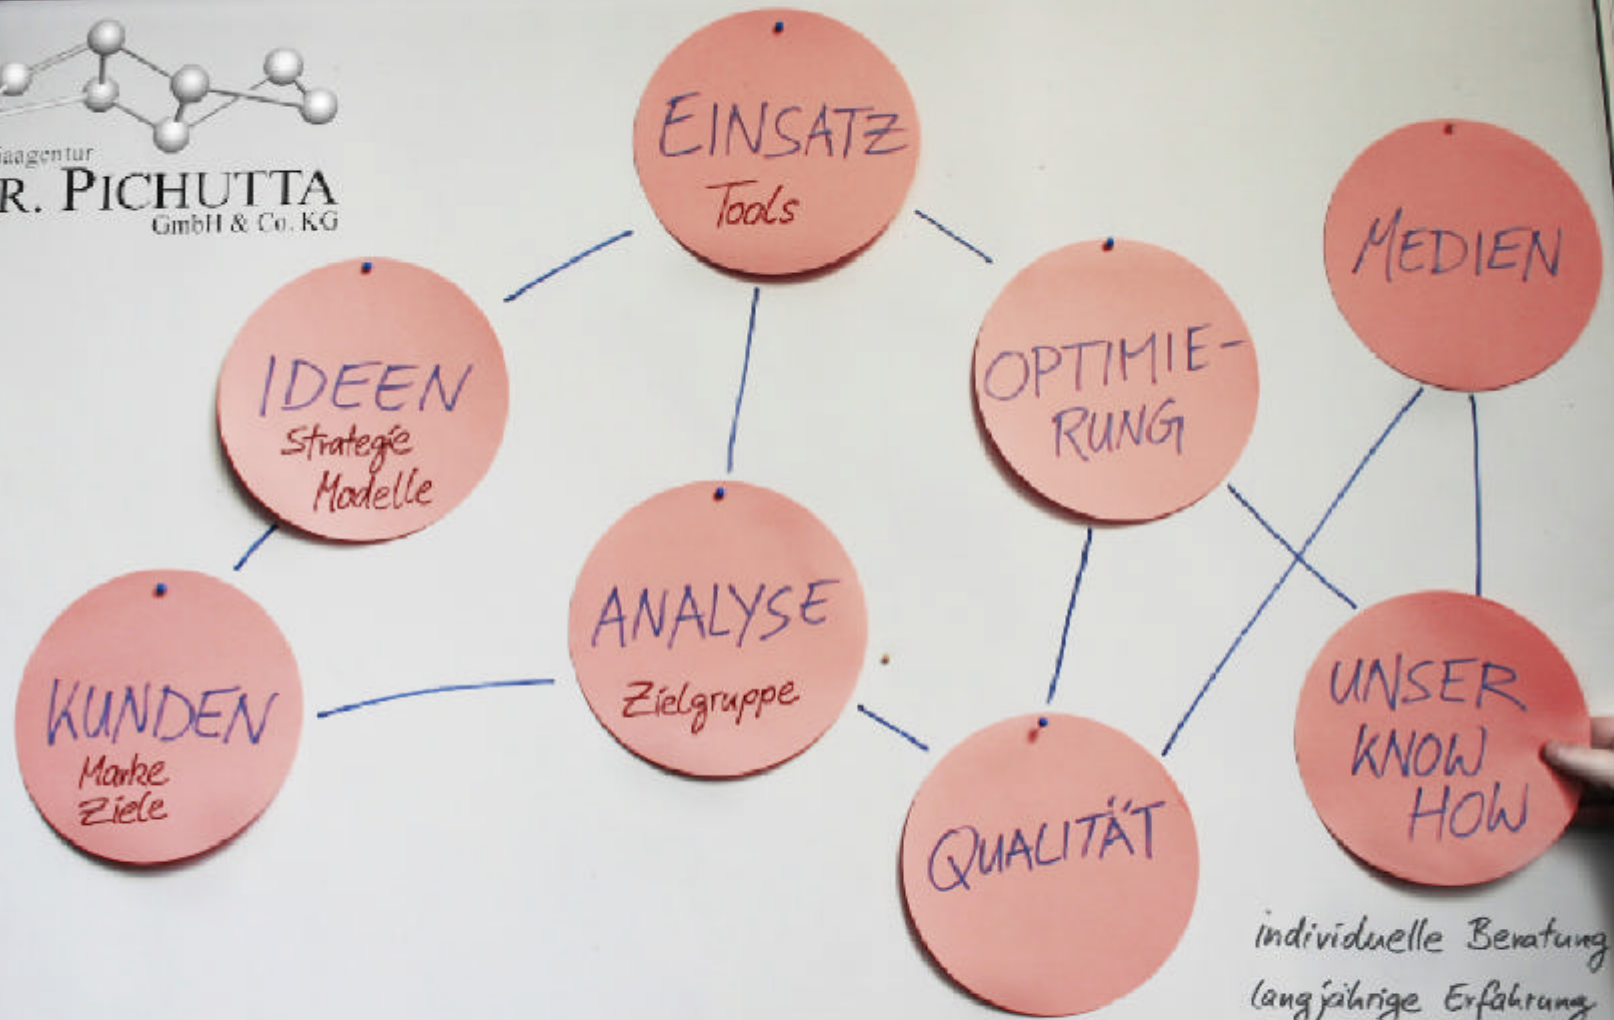 R. PICHUTTA
GmbH & Co. KG
EINSATZ
Tools
MEDIEN
IDEEN
Strategie
Modelle
OPTIMIE-
RUNG
ANALYSE
Zielgruppe
KUNDEN
Marke
Ziele
QUALITÄT
UNSER
KNOW
HOW
individuelle Beratung
langjährige Erfahrung